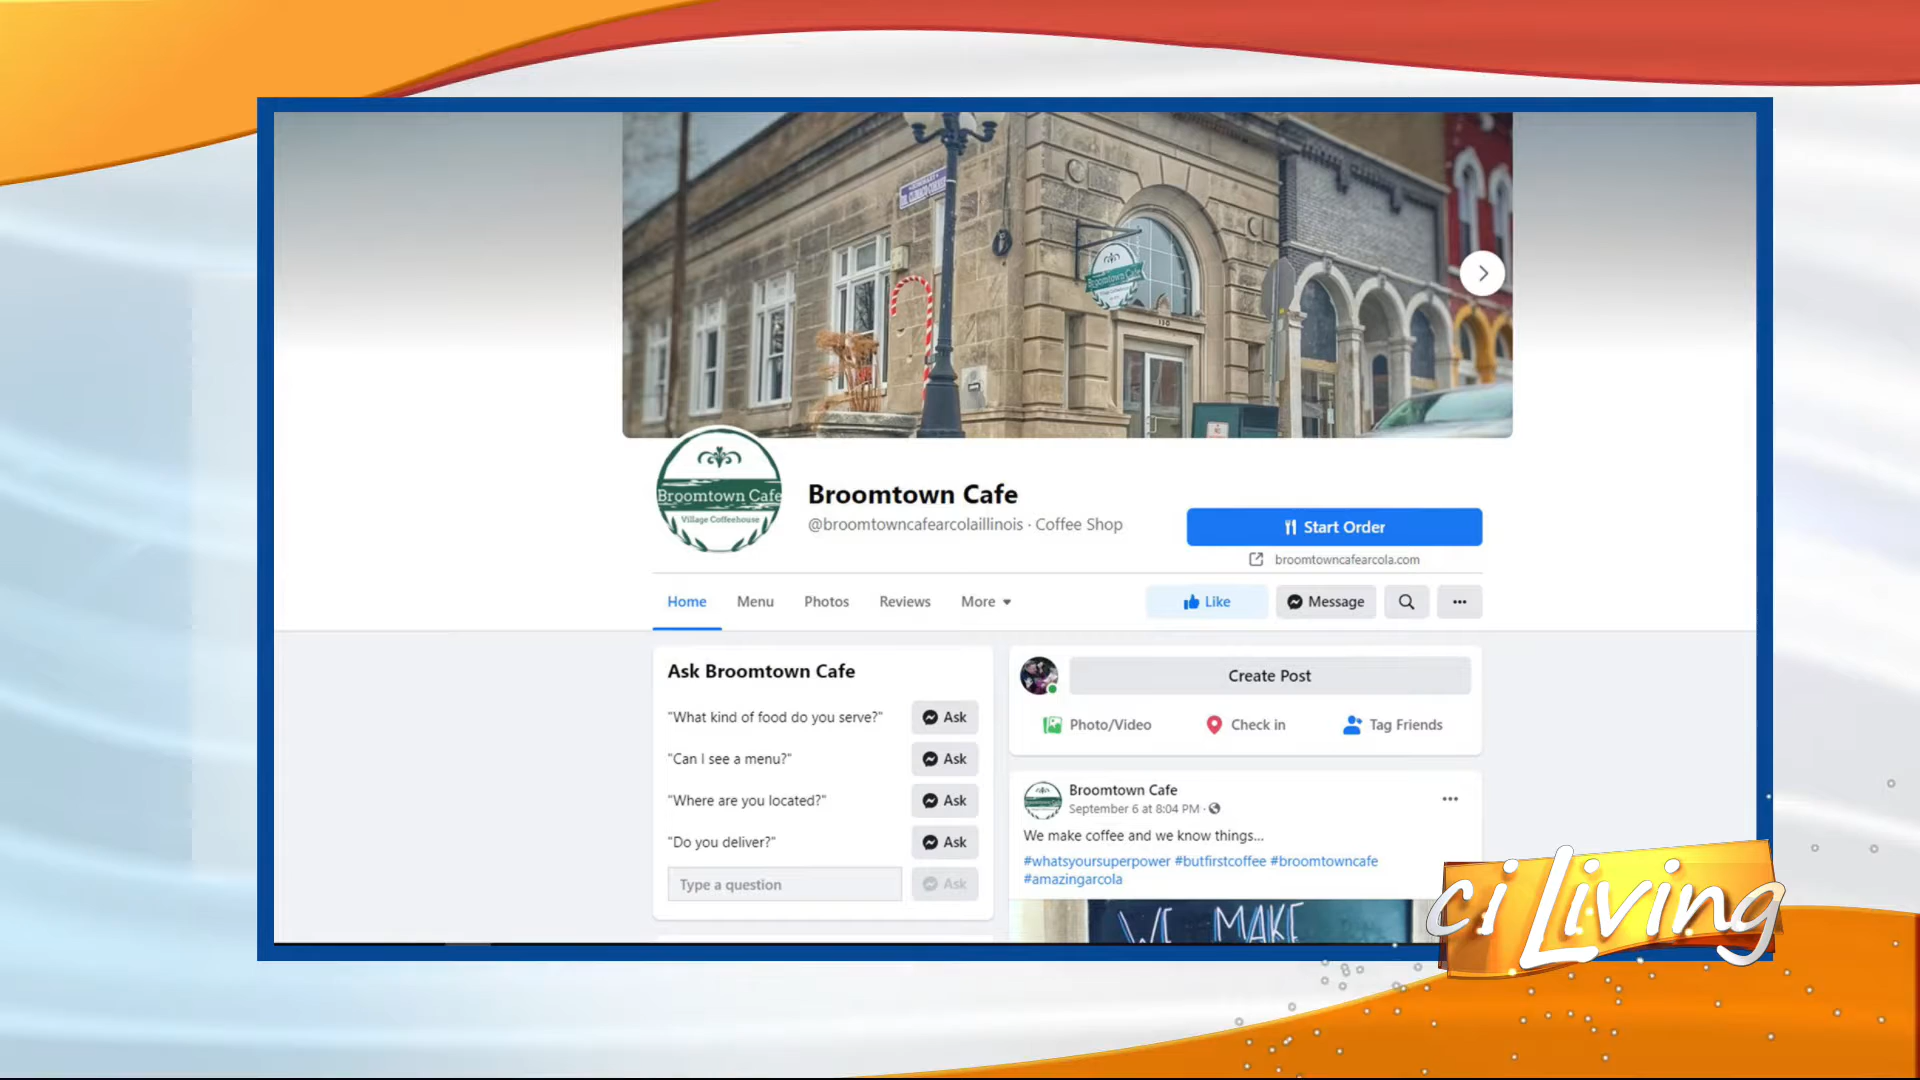 Broomtown Cafe
130
Broomtown Cafe
Village Coffeehouse
Broomtown Cafe
@broomtowncafearcolaillinois · Coffee Shop
Start Order
broomtowncafearcola.com
Home Menu Photos Reviews More
Like Message
Ask Broomtown Cafe
"What kind of food do you serve?" Ask
"Can I see a menu?" Ask
"Where are you located?" Ask
"Do you deliver?" Ask
Type a question Ask
Create Post
Photo/Video Check in Tag Friends
Broomtown Cafe
September 6 at 8:04 PM ·
We make coffee and we know things...
#whatsyoursuperpower #butfirstcoffee #broomtowncafe
#amazingarcola
WE MAKE
ci Living